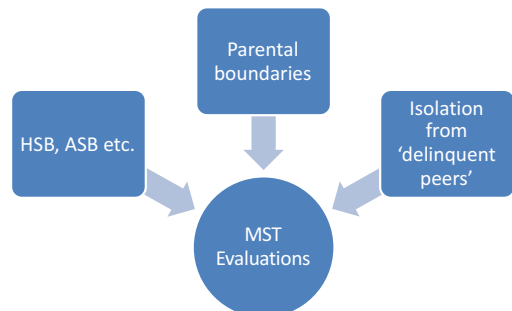 Parental
boundaries
HSB, ASB etc.
Isolation
from
‘delinquent
peers’
MST
Evaluations